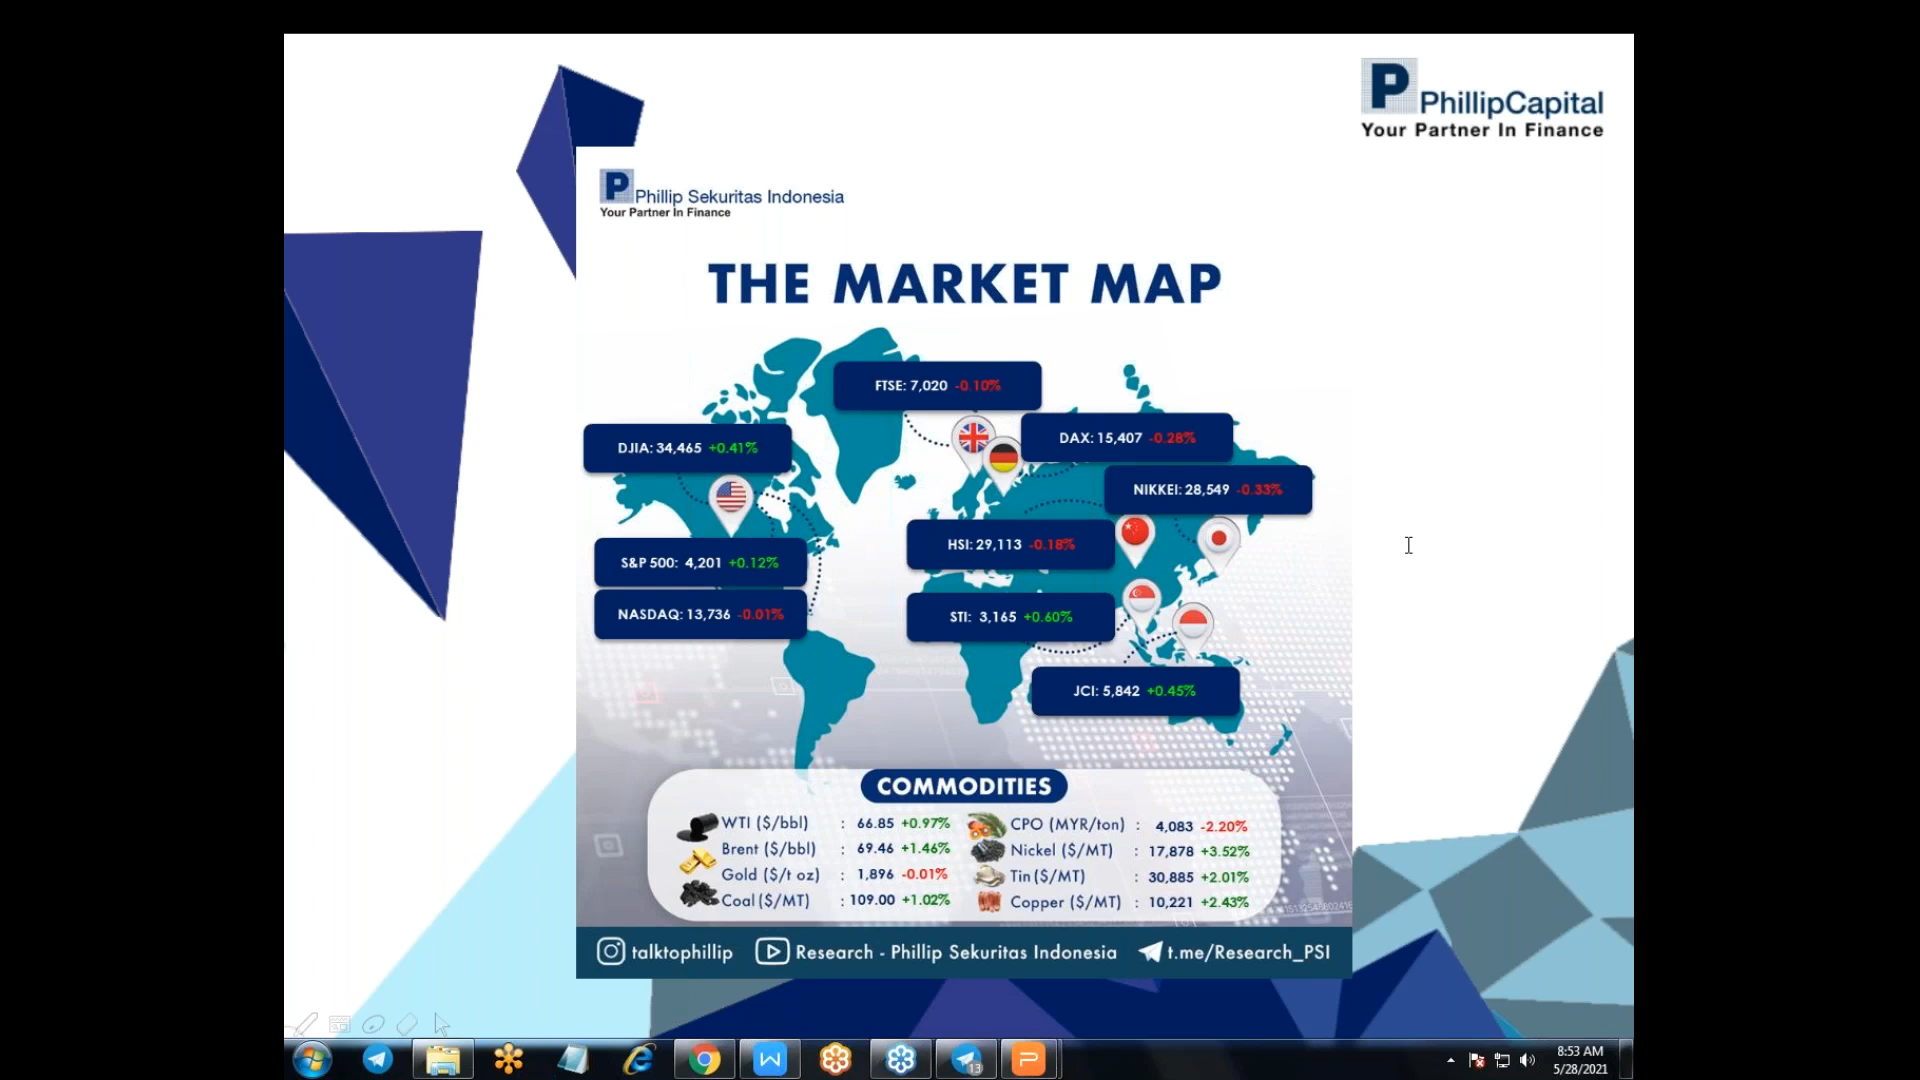 P PhillipCapital
Your Partner In Finance
P Phillip Sekuritas Indonesia
Your Partner In Finance
THE MARKET MAP
FTSE: 7,020 -0.10%
DJIA: 34,465 +0.41%
DAX: 15,407 -0.28%
NIKKEI: 28,549 -0.33%
HSI: 29,113 -0.18%
S&P 500: 4,201 +0.12%
NASDAQ: 13,736 -0.01%
STI: 3,165 +0.60%
JCI: 5,842 +0.45%
COMMODITIES
WTI ($/bbl) : 66.85 +0.97%
Brent ($/bbl) : 69.46 +1.46%
Gold ($/t oz) : 1,896 -0.01%
Coal ($/MT) : 109.00 +1.02%
CPO (MYR/ton) : 4,083 -2.20%
Nickel ($/MT) : 17,878 +3.52%
Tin ($/MT) : 30,885 +2.01%
Copper ($/MT) : 10,221 +2.43%
talktophillip Research - Phillip Sekuritas Indonesia t.me/Research_PSI
W
13
P
8:53 AM
5/28/2021